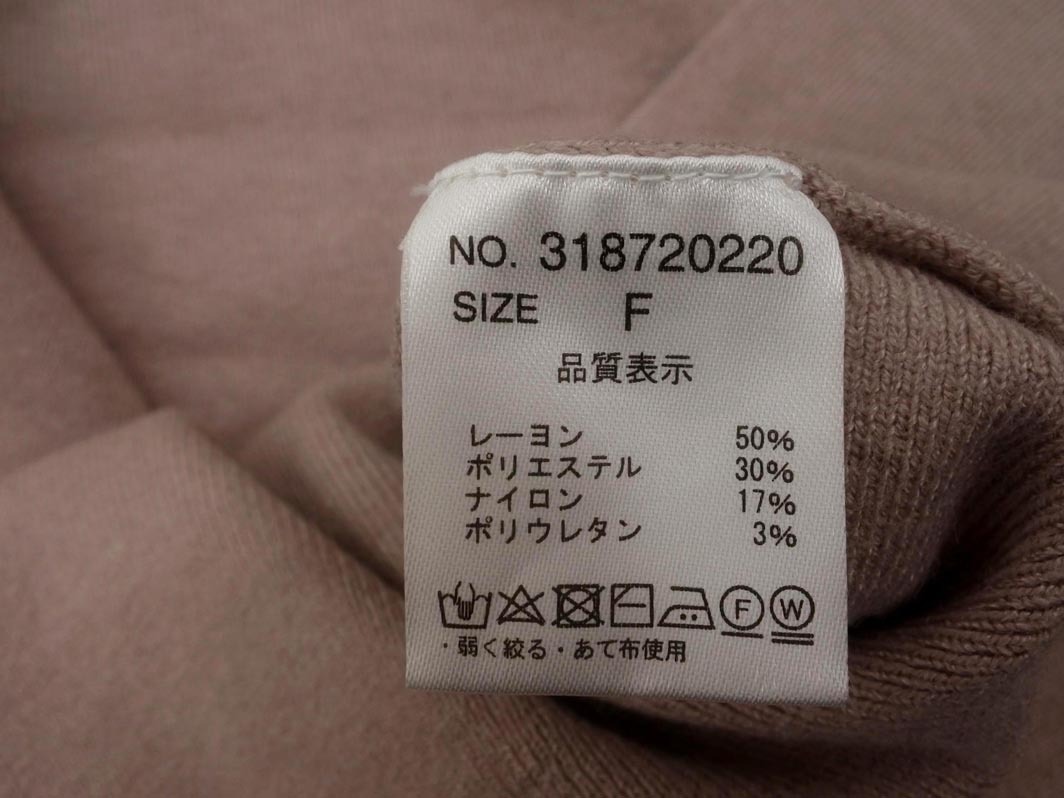 NO. 318720220
SIZE F
品質表示
レーヨン 50%
ポリエステル 30%
ナイロン 17%
ポリウレタン 3%
F W
・弱く絞る・あて布使用